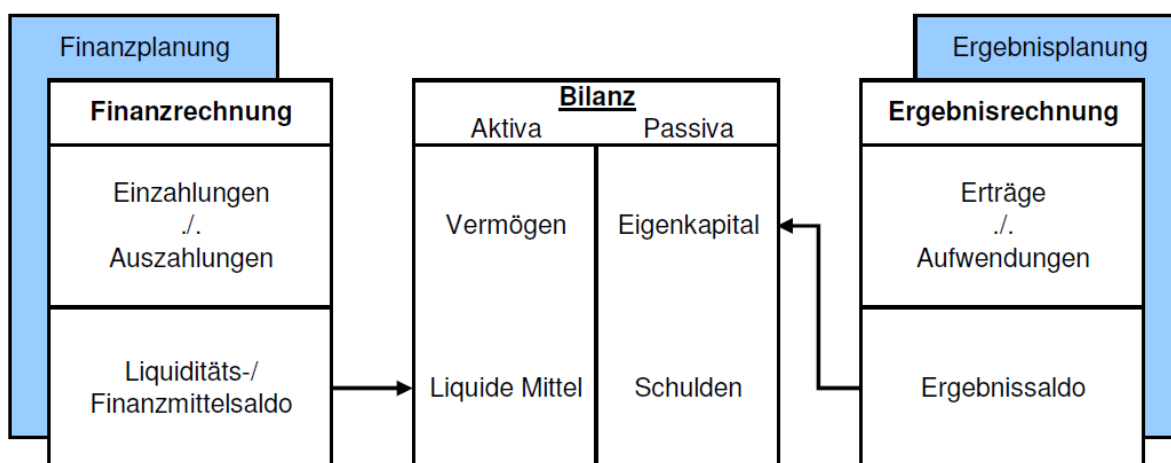 Finanzplanung
Finanzrechnung
Einzahlungen
./.
Auszahlungen
Liquiditäts-/
Finanzmittelsaldo
Bilanz
Aktiva Passiva
Vermögen Eigenkapital
Liquide Mittel Schulden
Ergebnisplanung
Ergebnisrechnung
Erträge
./.
Aufwendungen
Ergebnissaldo